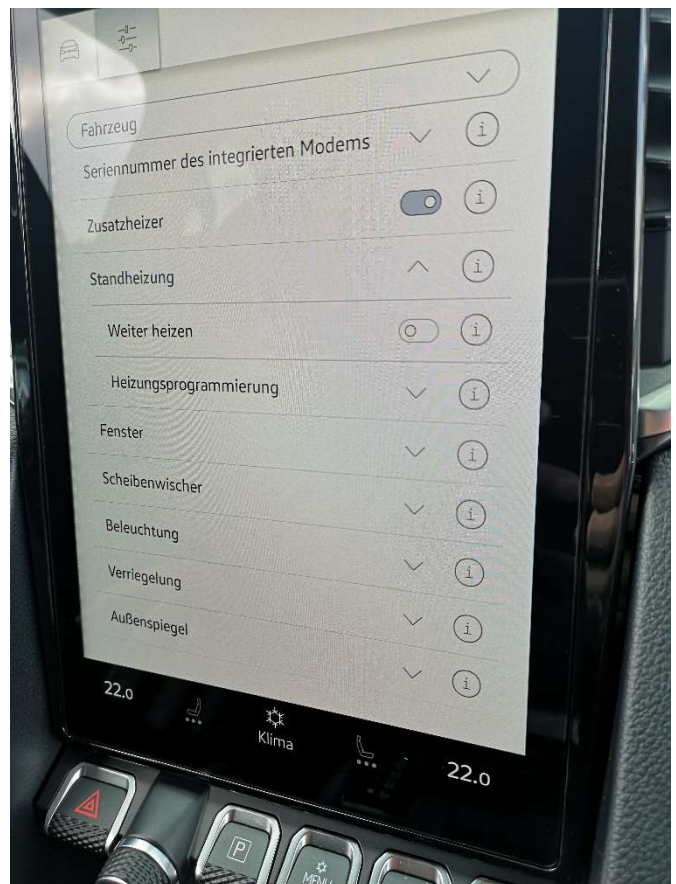 Fahrzeug
Seriennummer des integrierten Modems
i
Zusatzheizer
i
Standheizung
i
Weiter heizen
i
Heizungsprogrammierung
i
Fenster
i
Scheibenwischer
i
Beleuchtung
i
Verriegelung
i
Außenspiegel
i
22.0
Klima
22.0
P
MENU